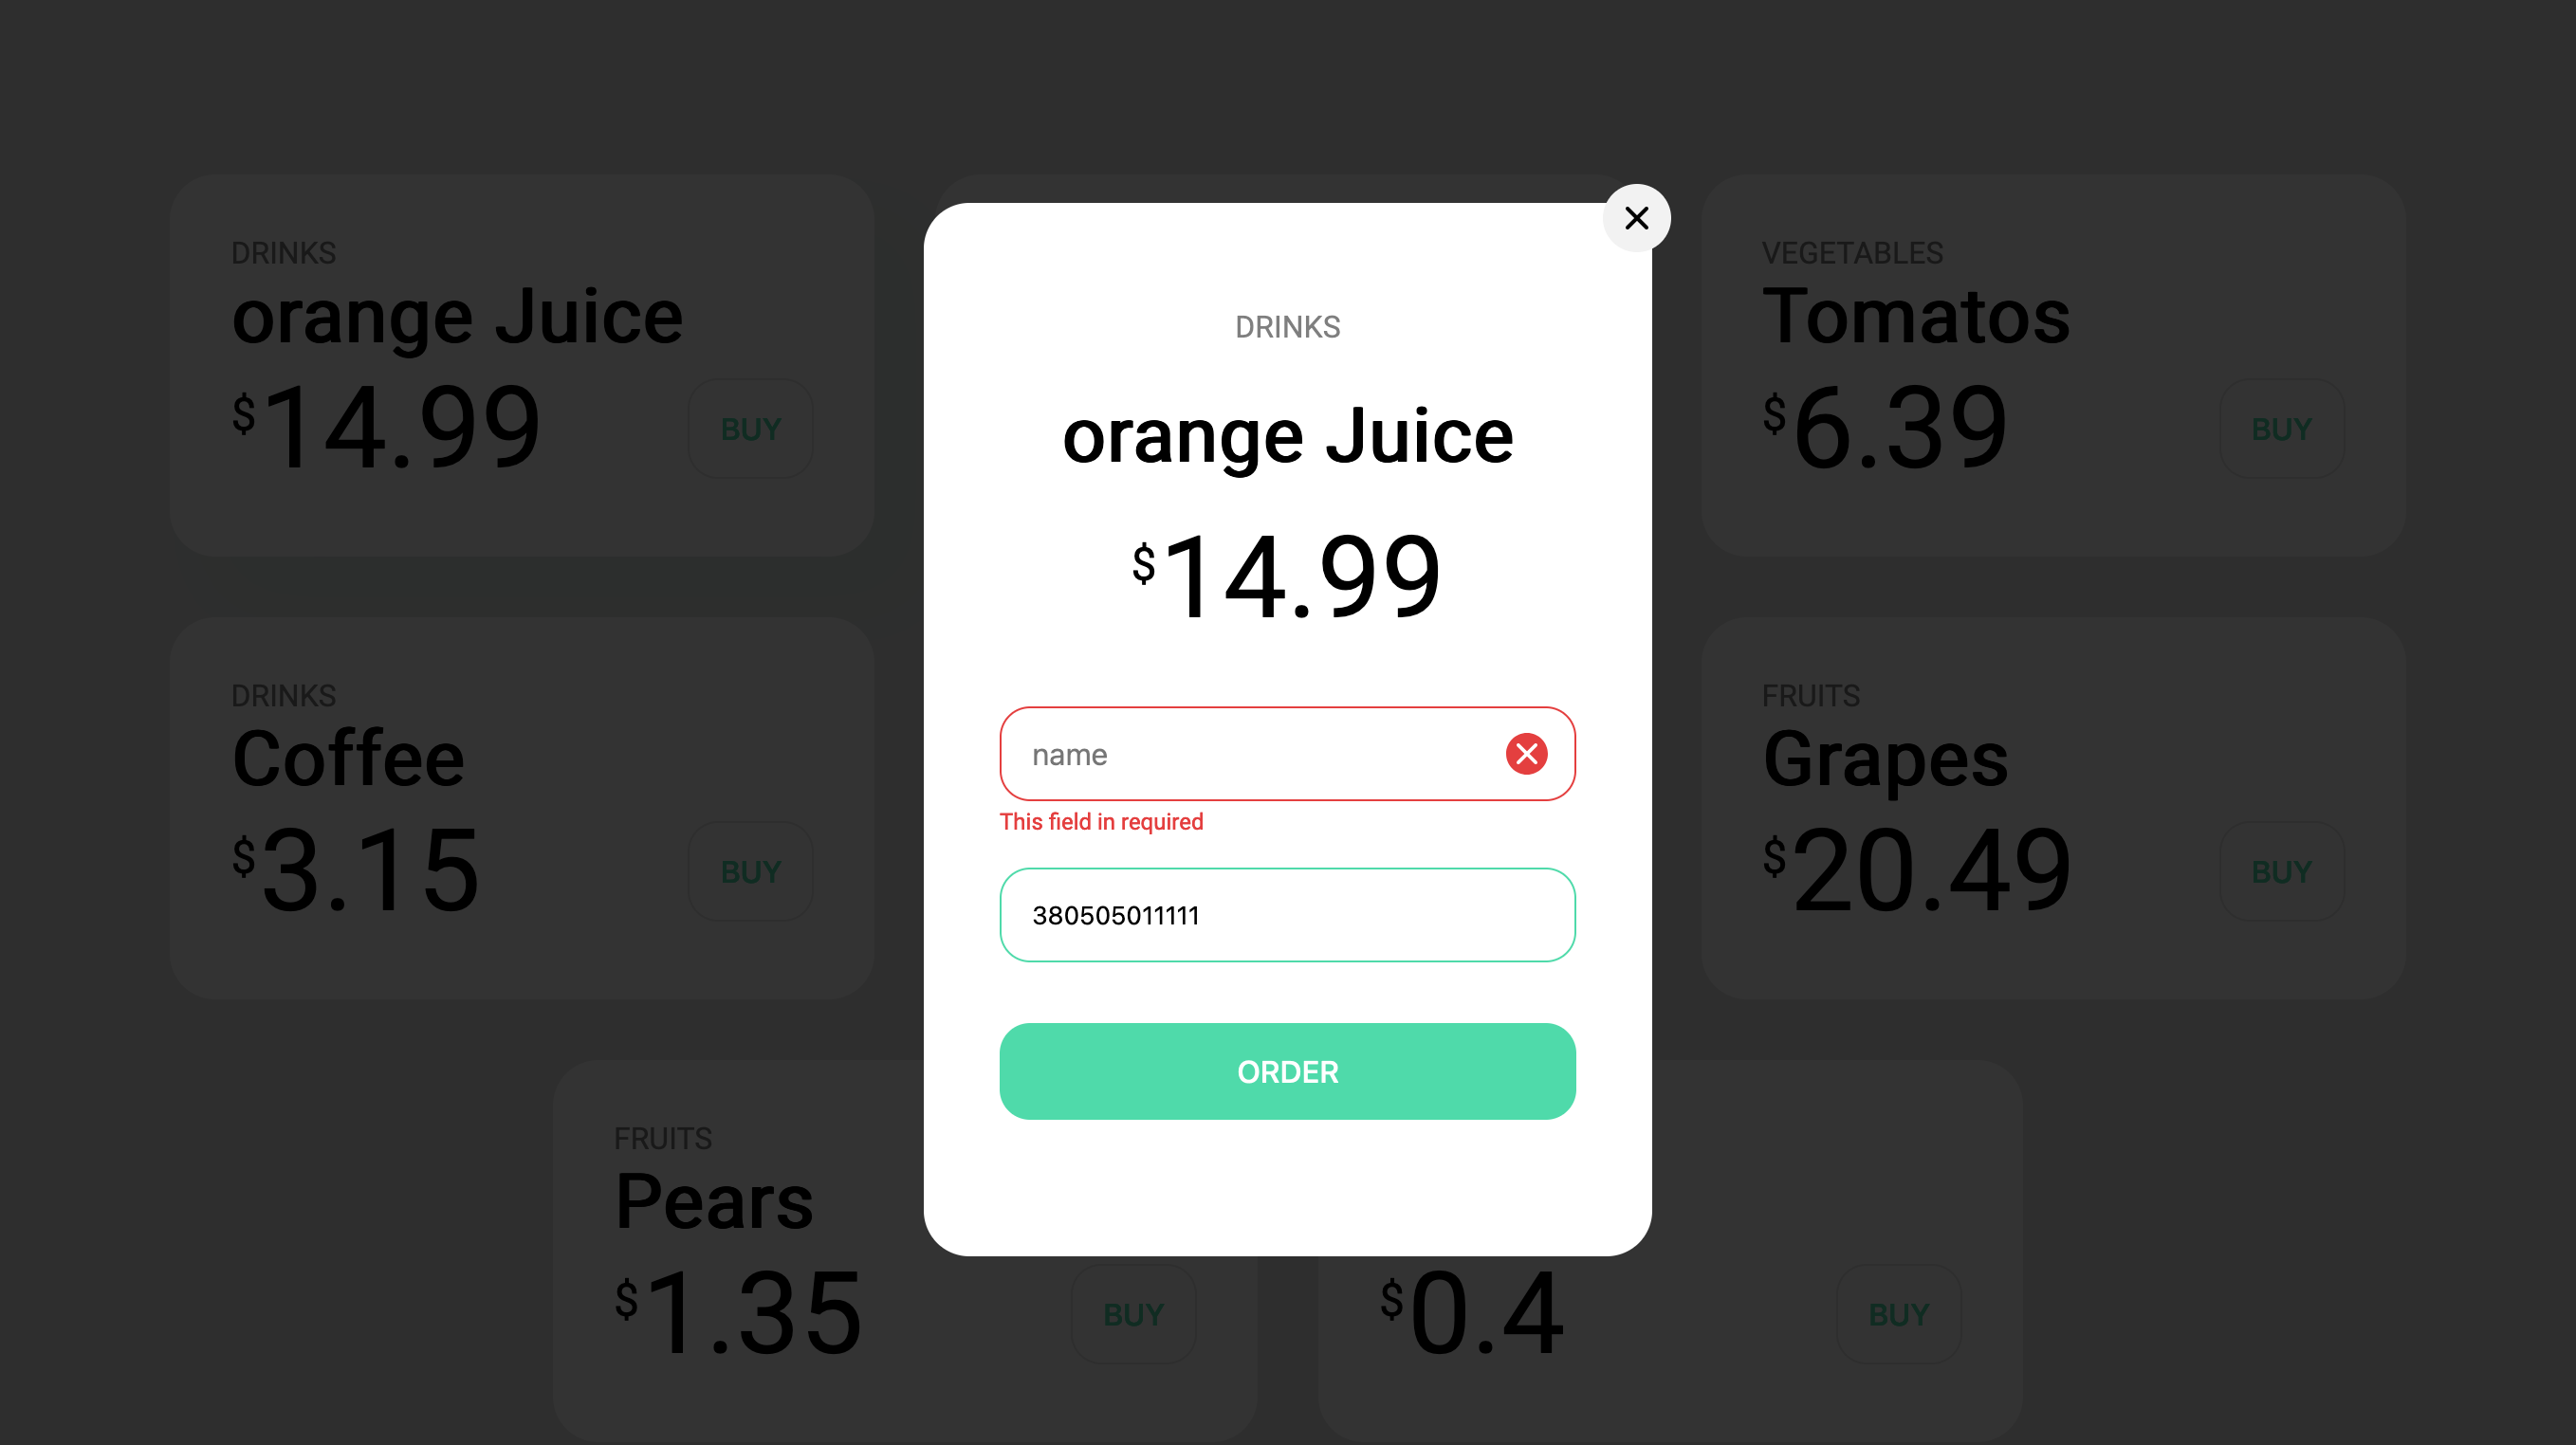 DRINKS
orange Juice
$14.99
BUY
VEGETABLES
Tomatos
$6.39
BUY
DRINKS
Coffee
$3.15
BUY
FRUITS
Grapes
$20.49
BUY
FRUITS
Pears
$1.35
BUY
$0.4
BUY
DRINKS
orange Juice
$14.99
name
This field in required
380505011111
ORDER